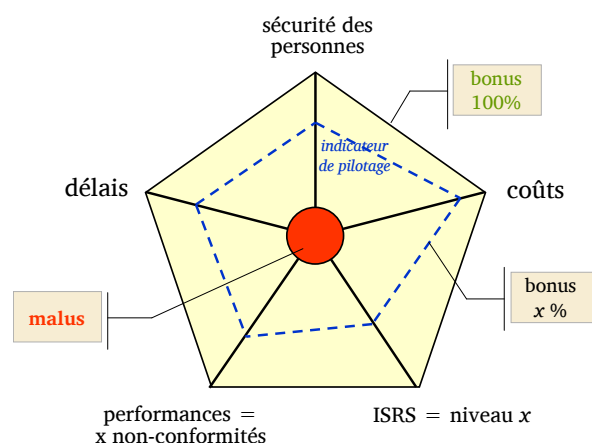 sécurité des
personnes
bonus
100%
indicateur
de pilotage
délais
coûts
bonus
x %
malus
performances =
x non-conformités
ISRS = niveau x